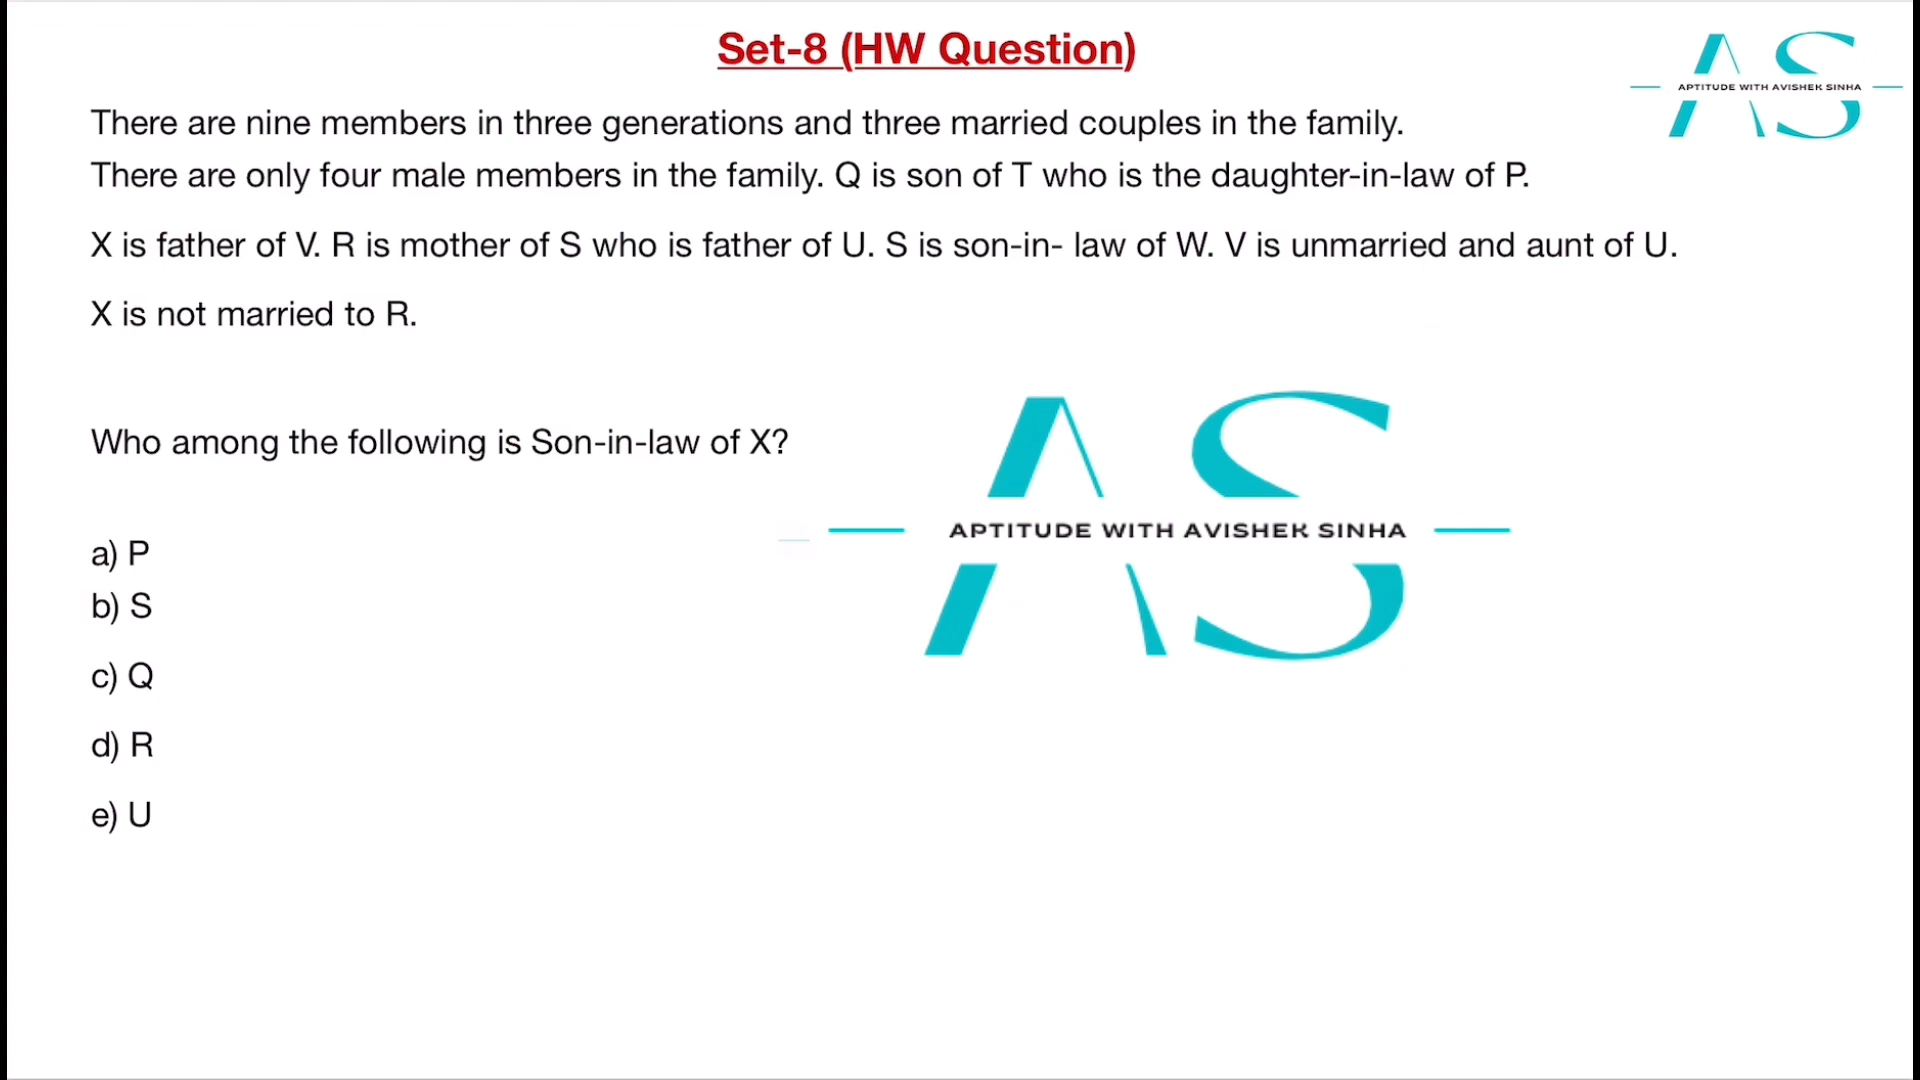 Set-8 (HW Question)
APTITUDE WITH AVISHEK SINHA
There are nine members in three generations and three married couples in the family.
There are only four male members in the family. Q is son of T who is the daughter-in-law of P.
X is father of V. R is mother of S who is father of U. S is son-in- law of W. V is unmarried and aunt of U.
X is not married to R.
Who among the following is Son-in-law of X?
AS
APTITUDE WITH AVISHEK SINHA
a) P
b) S
c) Q
d) R
e) U